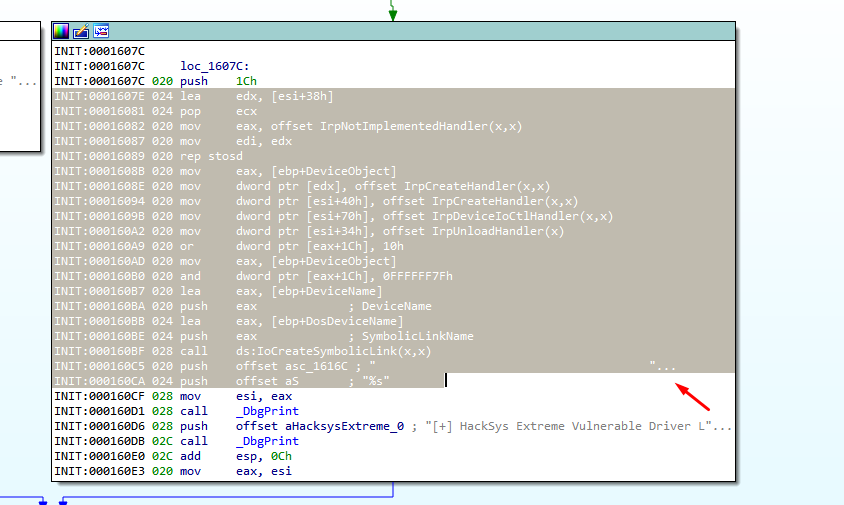 e "...
INIT:0001607C
INIT:0001607C loc_1607C:
INIT:0001607C 020 push 1Ch
INIT:0001607E 024 lea edx, [esi+38h]
INIT:00016081 024 pop ecx
INIT:00016082 020 mov eax, offset IrpNotImplementedHandler(x,x)
INIT:00016087 020 mov edi, edx
INIT:00016089 020 rep stosd
INIT:0001608B 020 mov eax, [ebp+DeviceObject]
INIT:0001608E 020 mov dword ptr [edx], offset IrpCreateHandler(x,x)
INIT:00016094 020 mov dword ptr [esi+40h], offset IrpCreateHandler(x,x)
INIT:0001609B 020 mov dword ptr [esi+70h], offset IrpDeviceIoCtlHandler(x,x)
INIT:000160A2 020 mov dword ptr [esi+34h], offset IrpUnloadHandler(x)
INIT:000160A9 020 or dword ptr [eax+1Ch], 10h
INIT:000160AD 020 mov eax, [ebp+DeviceObject]
INIT:000160B0 020 and dword ptr [eax+1Ch], 0FFFFFF7Fh
INIT:000160B7 020 lea eax, [ebp+DeviceName]
INIT:000160BA 020 push eax ; DeviceName
INIT:000160BB 024 lea eax, [ebp+DosDeviceName]
INIT:000160BE 024 push eax ; SymbolicLinkName
INIT:000160BF 028 call ds:IoCreateSymbolicLink(x,x)
INIT:000160C5 020 push offset asc_1616C ; " "...
INIT:000160CA 024 push offset aS ; "%s"
INIT:000160CF 028 mov esi, eax
INIT:000160D1 028 call _DbgPrint
INIT:000160D6 028 push offset aHacksysExtreme_0 ; "[+] HackSys Extreme Vulnerable Driver L"...
INIT:000160DB 02C call _DbgPrint
INIT:000160E0 02C add esp, 0Ch
INIT:000160E3 020 mov eax, esi